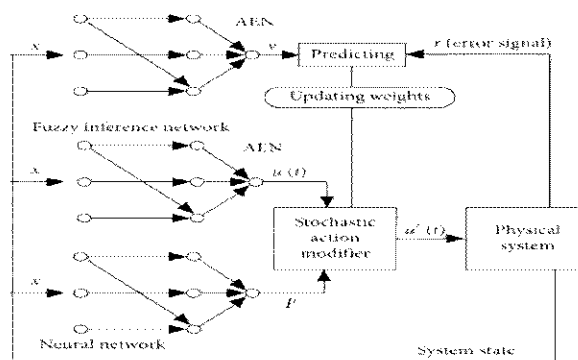 AEN
x
v
Predicting
r (error signal)
Updating weights
Fuzzy inference network
AEN
x
u (t)
Stochastic
action
modifier
u' (t)
Physical
system
x
P
Neural network
System state